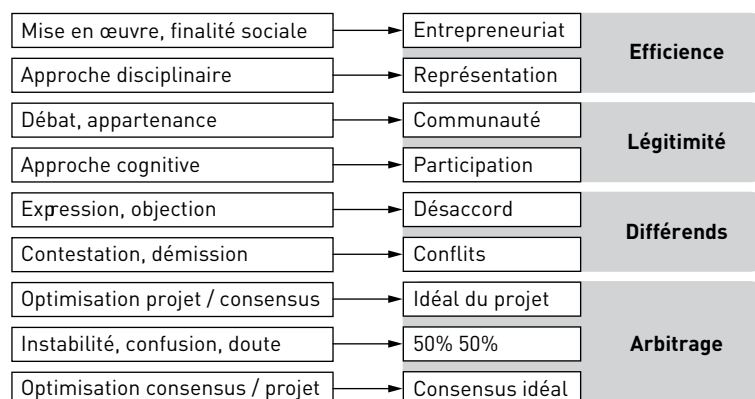 Mise en œuvre, finalité sociale
Entrepreneuriat
Efficience
Approche disciplinaire
Représentation
Débat, appartenance
Communauté
Légitimité
Approche cognitive
Participation
Expression, objection
Désaccord
Différends
Contestation, démission
Conflits
Optimisation projet / consensus
Idéal du projet
Instabilité, confusion, doute
50% 50%
Arbitrage
Optimisation consensus / projet
Consensus idéal